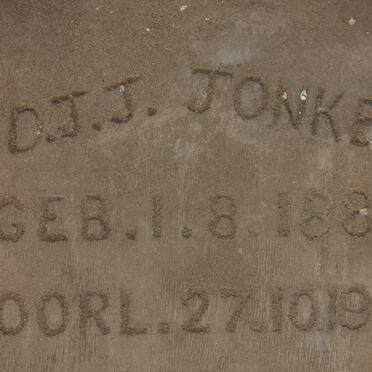 D.J.J. JONKE
GEB. 1.8.188
OORL. 27.10.19